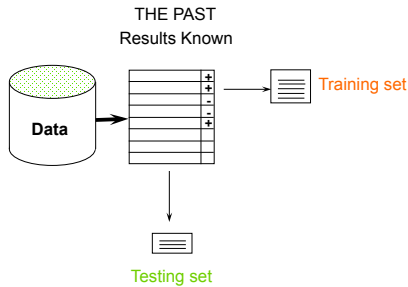 THE PAST
Results Known
+
+
-
-
+
Data
Training set
Testing set